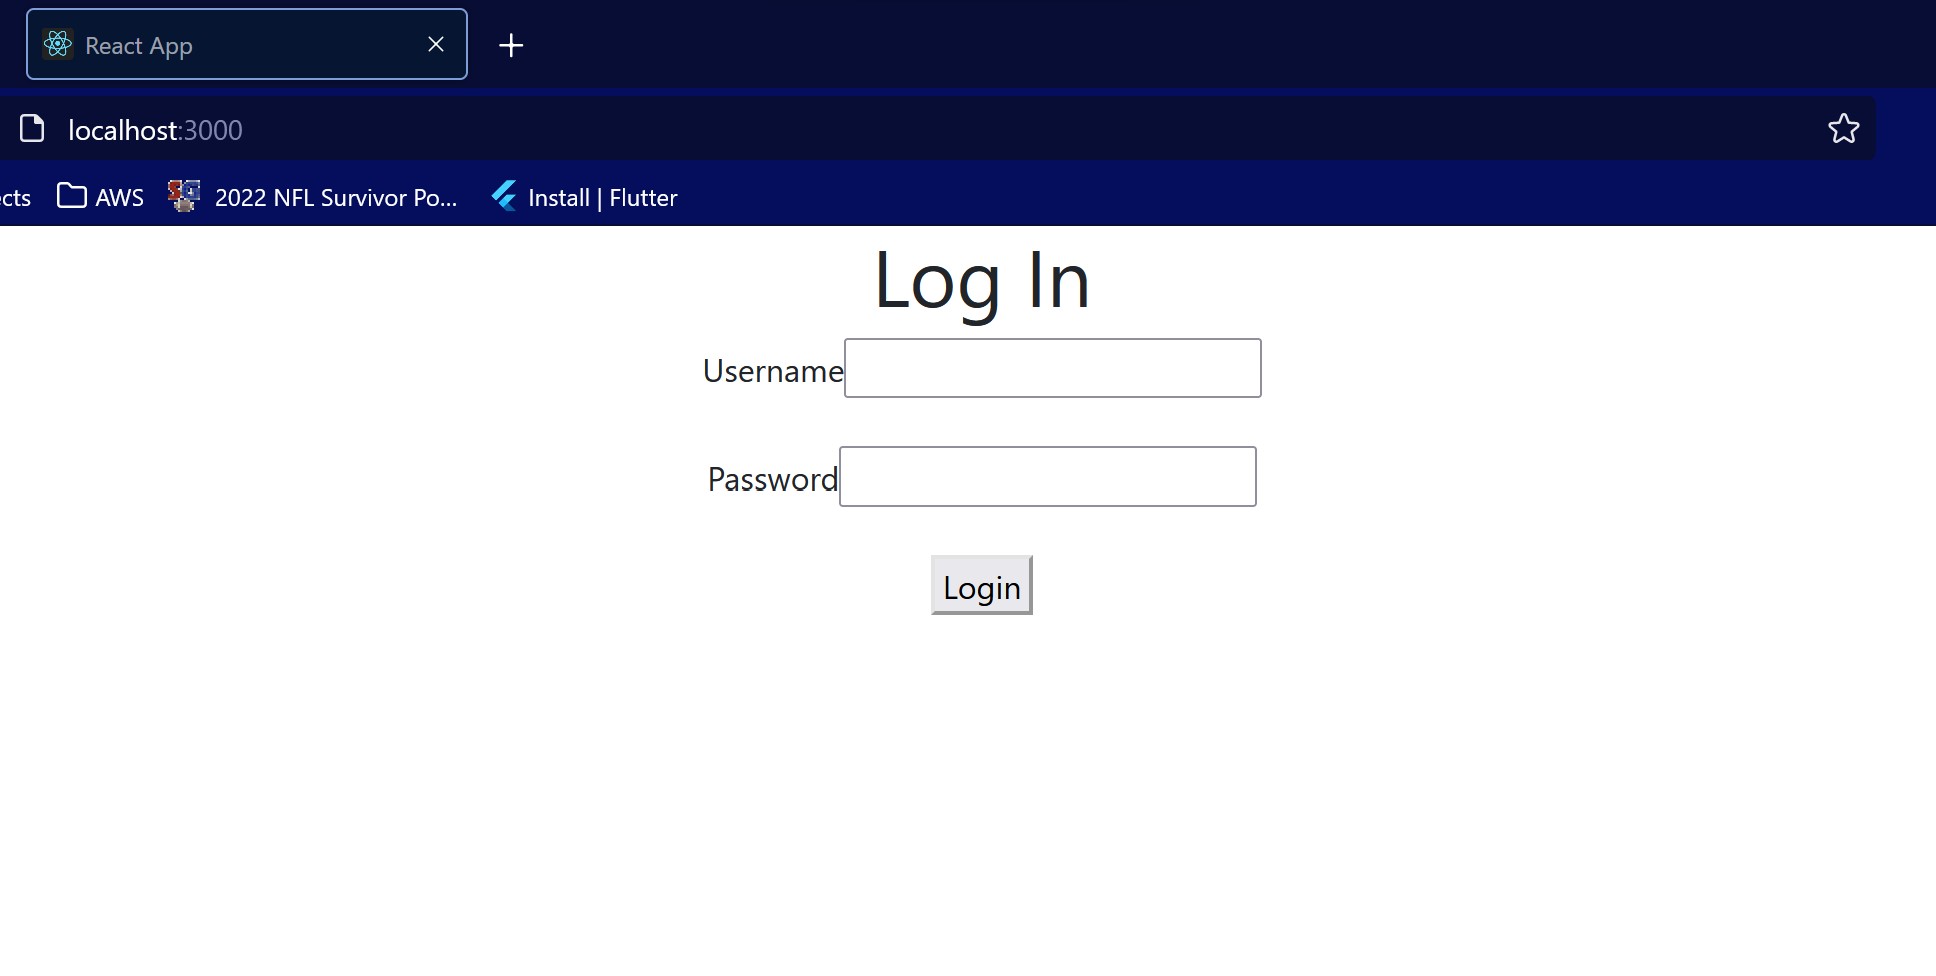 React App
localhost:3000
cts AWS 2022 NFL Survivor Po... Install | Flutter
Log In
Username
Password
Login